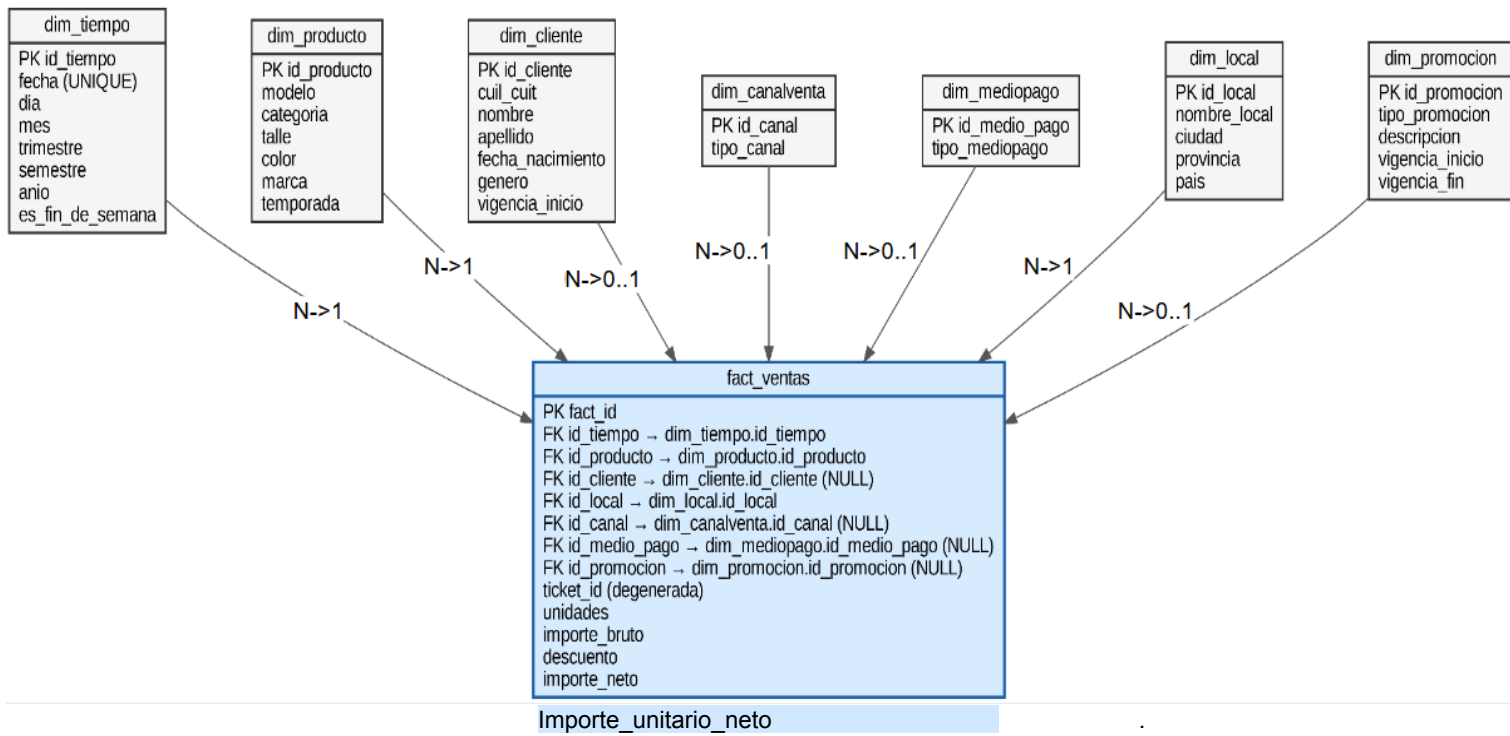 dim_tiempo
PK id_tiempo
fecha (UNIQUE)
dia
mes
trimestre
semestre
anio
es_fin_de_semana
dim_producto
PK id_producto
modelo
categoria
talle
color
marca
temporada
dim_cliente
PK id_cliente
cuil_cuit
nombre
apellido
fecha_nacimiento
genero
vigencia_inicio
dim_canalventa
PK id_canal
tipo_canal
dim_mediopago
PK id_medio_pago
tipo_mediopago
dim_local
PK id_local
nombre_local
ciudad
provincia
pais
dim_promocion
PK id_promocion
tipo_promocion
descripcion
vigencia_inicio
vigencia_fin
N->1
N->1
N->0..1
N->0..1
N->0..1
N->1
N->0..1
fact_ventas
PK fact_id
FK id_tiempo → dim_tiempo.id_tiempo
FK id_producto → dim_producto.id_producto
FK id_cliente → dim_cliente.id_cliente (NULL)
FK id_local → dim_local.id_local
FK id_canal → dim_canalventa.id_canal (NULL)
FK id_medio_pago → dim_mediopago.id_medio_pago (NULL)
FK id_promocion → dim_promocion.id_promocion (NULL)
ticket_id (degenerada)
unidades
importe_bruto
descuento
importe_neto
Importe_unitario_neto .